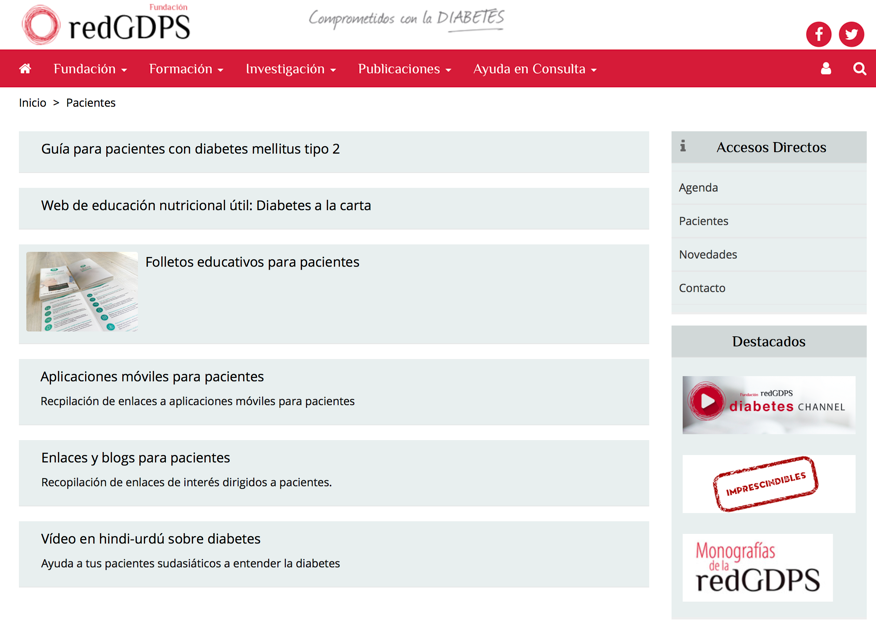 Fundación
redGDPS
Comprometidos con la DIABETES
Fundación
Formación
Investigación
Publicaciones
Ayuda en Consulta
Inicio > Pacientes
Guía para pacientes con diabetes mellitus tipo 2
Web de educación nutricional útil: Diabetes a la carta
Folletos educativos para pacientes
Aplicaciones móviles para pacientes
Recpilación de enlaces a aplicaciones móviles para pacientes
Enlaces y blogs para pacientes
Recopilación de enlaces de interés dirigidos a pacientes.
Vídeo en hindi-urdú sobre diabetes
Ayuda a tus pacientes sudasiáticos a entender la diabetes
Accesos Directos
Agenda
Pacientes
Novedades
Contacto
Destacados
Fundación redGDPS
diabetes CHANNEL
IMPRESCINDIBLES
Monografías
de la
redGDPS